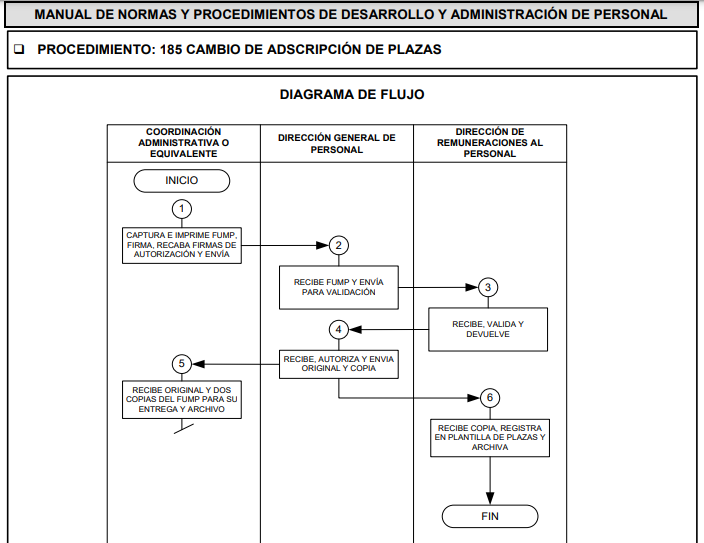 MANUAL DE NORMAS Y PROCEDIMIENTOS DE DESARROLLO Y ADMINISTRACIÓN DE PERSONAL
PROCEDIMIENTO: 185 CAMBIO DE ADSCRIPCIÓN DE PLAZAS
DIAGRAMA DE FLUJO
COORDINACIÓN
ADMINISTRATIVA O
EQUIVALENTE
DIRECCIÓN GENERAL DE
PERSONAL
DIRECCIÓN DE
REMUNERACIONES AL
PERSONAL
INICIO
1
CAPTURA E IMPRIME FUMP,
FIRMA, RECABA FIRMAS DE
AUTORIZACIÓN Y ENVÍA
2
RECIBE FUMP Y ENVÍA
PARA VALIDACIÓN
3
RECIBE, VALIDA Y
DEVUELVE
4
RECIBE, AUTORIZA Y ENVIA
ORIGINAL Y COPIA
5
RECIBE ORIGINAL Y DOS
COPIAS DEL FUMP PARA SU
ENTREGA Y ARCHIVO
6
RECIBE COPIA, REGISTRA
EN PLANTILLA DE PLAZAS Y
ARCHIVA
FIN